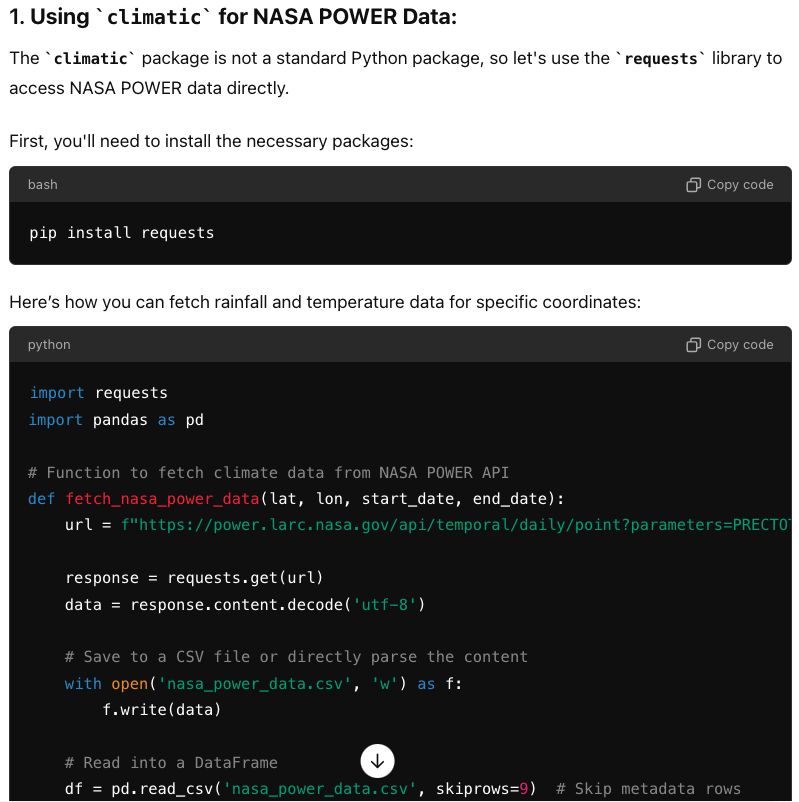 1. Using `climatic` for NASA POWER Data:
The `climatic` package is not a standard Python package, so let's use the `requests` library to
access NASA POWER data directly.
First, you'll need to install the necessary packages:
bash Copy code
pip install requests
Here’s how you can fetch rainfall and temperature data for specific coordinates:
python Copy code
import requests
import pandas as pd
# Function to fetch climate data from NASA POWER API
def fetch_nasa_power_data(lat, lon, start_date, end_date):
    url = f"https://power.larc.nasa.gov/api/temporal/daily/point?parameters=PRECTOT
    response = requests.get(url)
    data = response.content.decode('utf-8')
    # Save to a CSV file or directly parse the content
    with open('nasa_power_data.csv', 'w') as f:
        f.write(data)
    # Read into a DataFrame
    df = pd.read_csv('nasa_power_data.csv', skiprows=9)  # Skip metadata rows